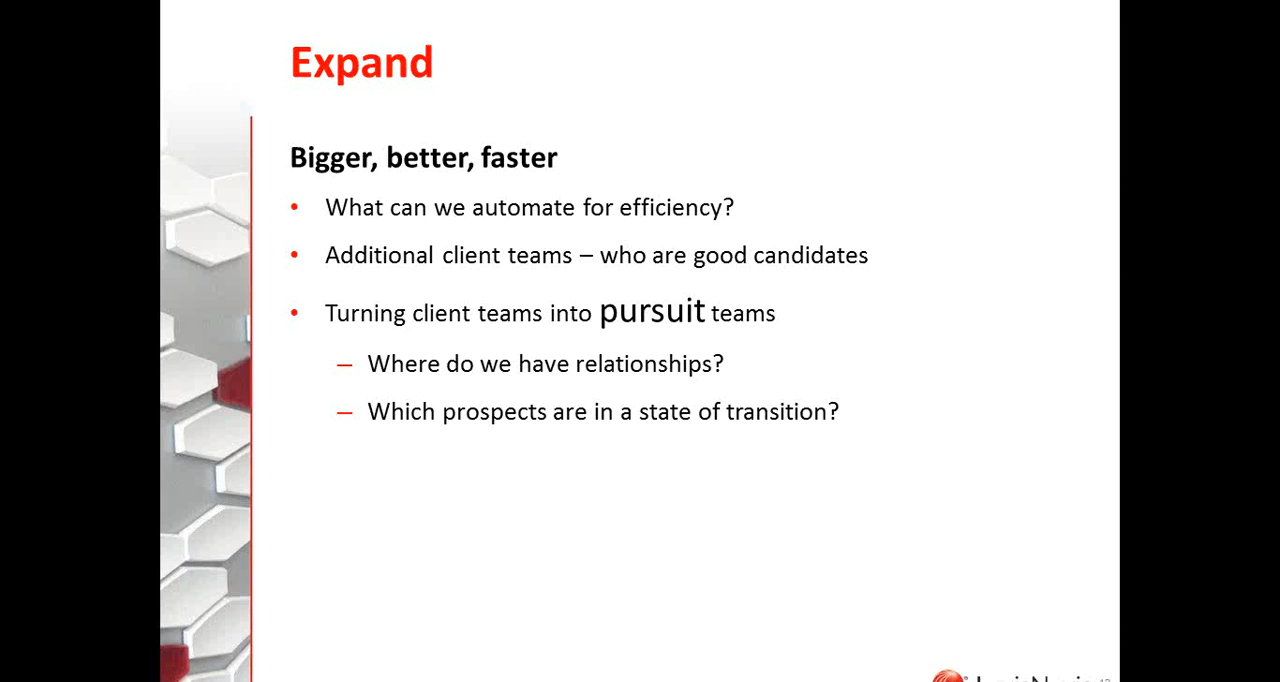 Expand
Bigger, better, faster
• What can we automate for efficiency?
• Additional client teams – who are good candidates
• Turning client teams into pursuit teams
– Where do we have relationships?
– Which prospects are in a state of transition?